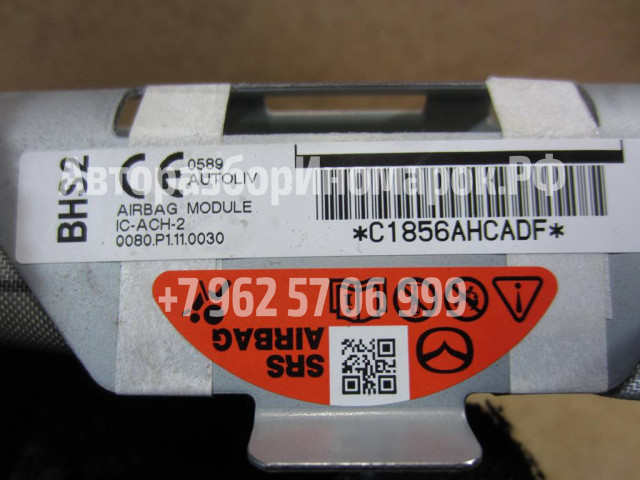 BHS2
0589
AUTOLIV
AIRBAG MODULE
IC-ACH-2
0080.P1.11.0030
*C1856AHCADF*
авторазборИномарок.РФ
+7962 5706 999
SRS
AIRBAG